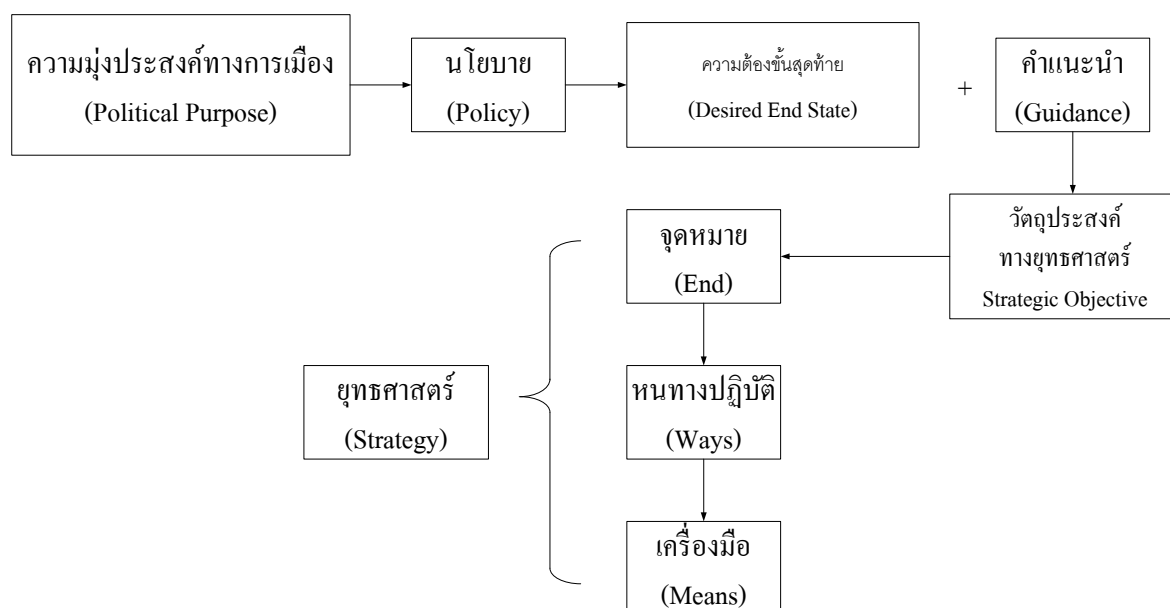 ความมุ่งประสงค์ทางการเมือง
(Political Purpose)
นโยบาย
(Policy)
ความต้องขั้นสุดท้าย
(Desired End State)
+
คำแนะนำ
(Guidance)
วัตถุประสงค์
ทางยุทธศาสตร์
Strategic Objective
จุดหมาย
(End)
ยุทธศาสตร์
(Strategy)
หนทางปฏิบัติ
(Ways)
เครื่องมือ
(Means)